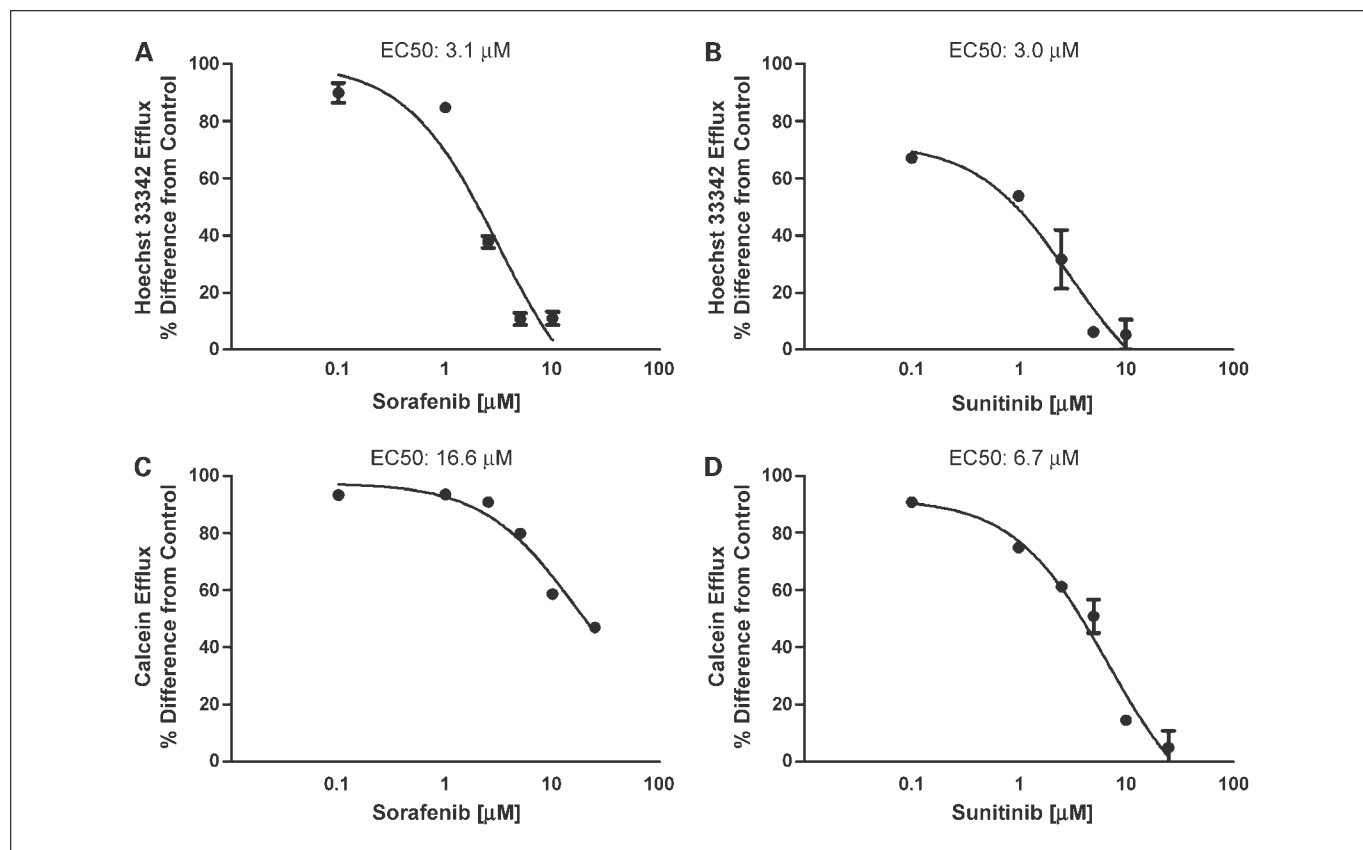 A
EC50: 3.1 μM
Hoechst 33342 Efflux
% Difference from Control
100
80
60
40
20
0
0.1 1 10 100
Sorafenib [μM]
B
EC50: 3.0 μM
Hoechst 33342 Efflux
% Difference from Control
100
80
60
40
20
0
0.1 1 10 100
Sunitinib [μM]
C
EC50: 16.6 μM
Calcein Efflux
% Difference from Control
100
80
60
40
20
0
0.1 1 10 100
Sorafenib [μM]
D
EC50: 6.7 μM
Calcein Efflux
% Difference from Control
100
80
60
40
20
0
0.1 1 10 100
Sunitinib [μM]